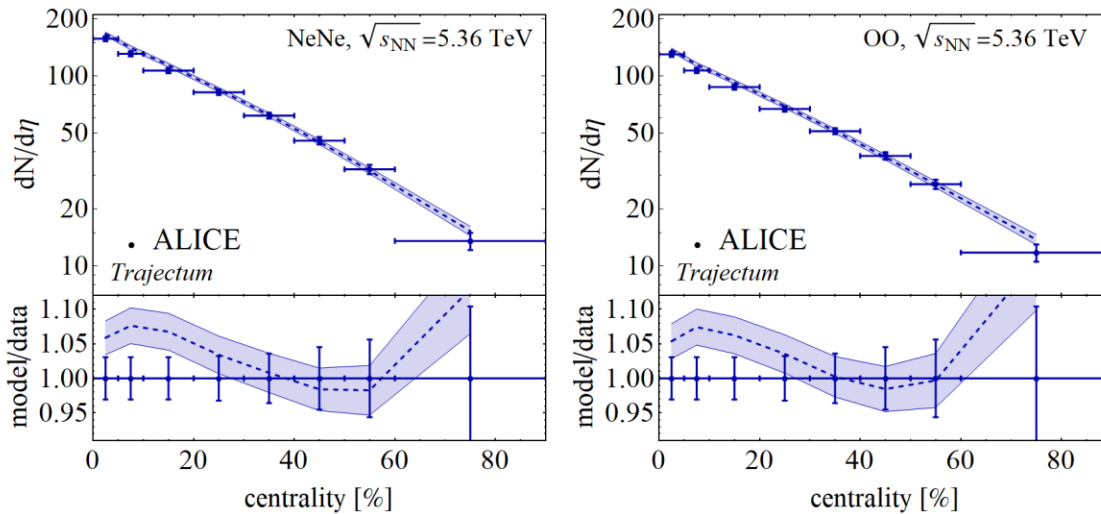 NeNe, √sNN=5.36 TeV
200
100
50
20
10
dN/dη
• ALICE
Trajectum
1.10
1.05
1.00
0.95
model/data
0 20 40 60 80
centrality [%]
OO, √sNN=5.36 TeV
200
100
50
20
10
dN/dη
• ALICE
Trajectum
1.10
1.05
1.00
0.95
model/data
0 20 40 60 80
centrality [%]